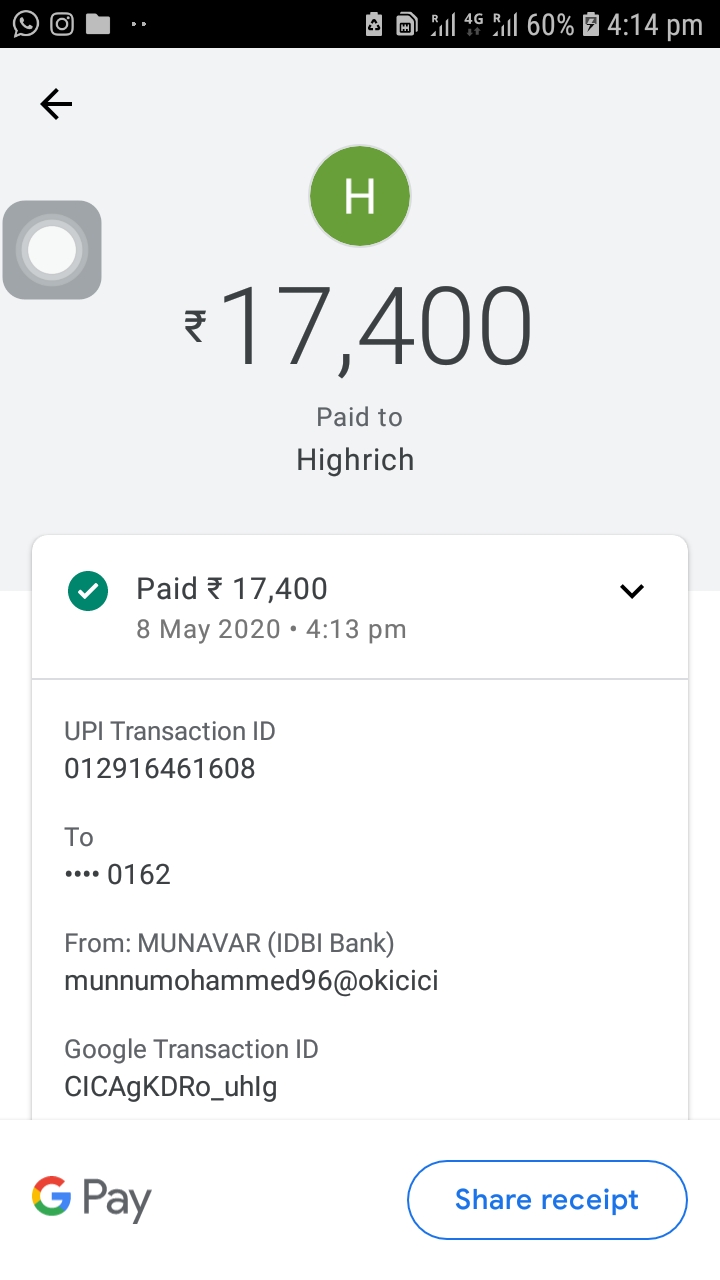 R 4G R 60% 4:14 pm
H
₹17,400
Paid to
Highrich
Paid ₹ 17,400
8 May 2020 • 4:13 pm
UPI Transaction ID
012916461608
To
•••• 0162
From: MUNAVAR (IDBI Bank)
munnumohammed96@okicici
Google Transaction ID
CICAgKDRo_uhIg
G Pay
Share receipt